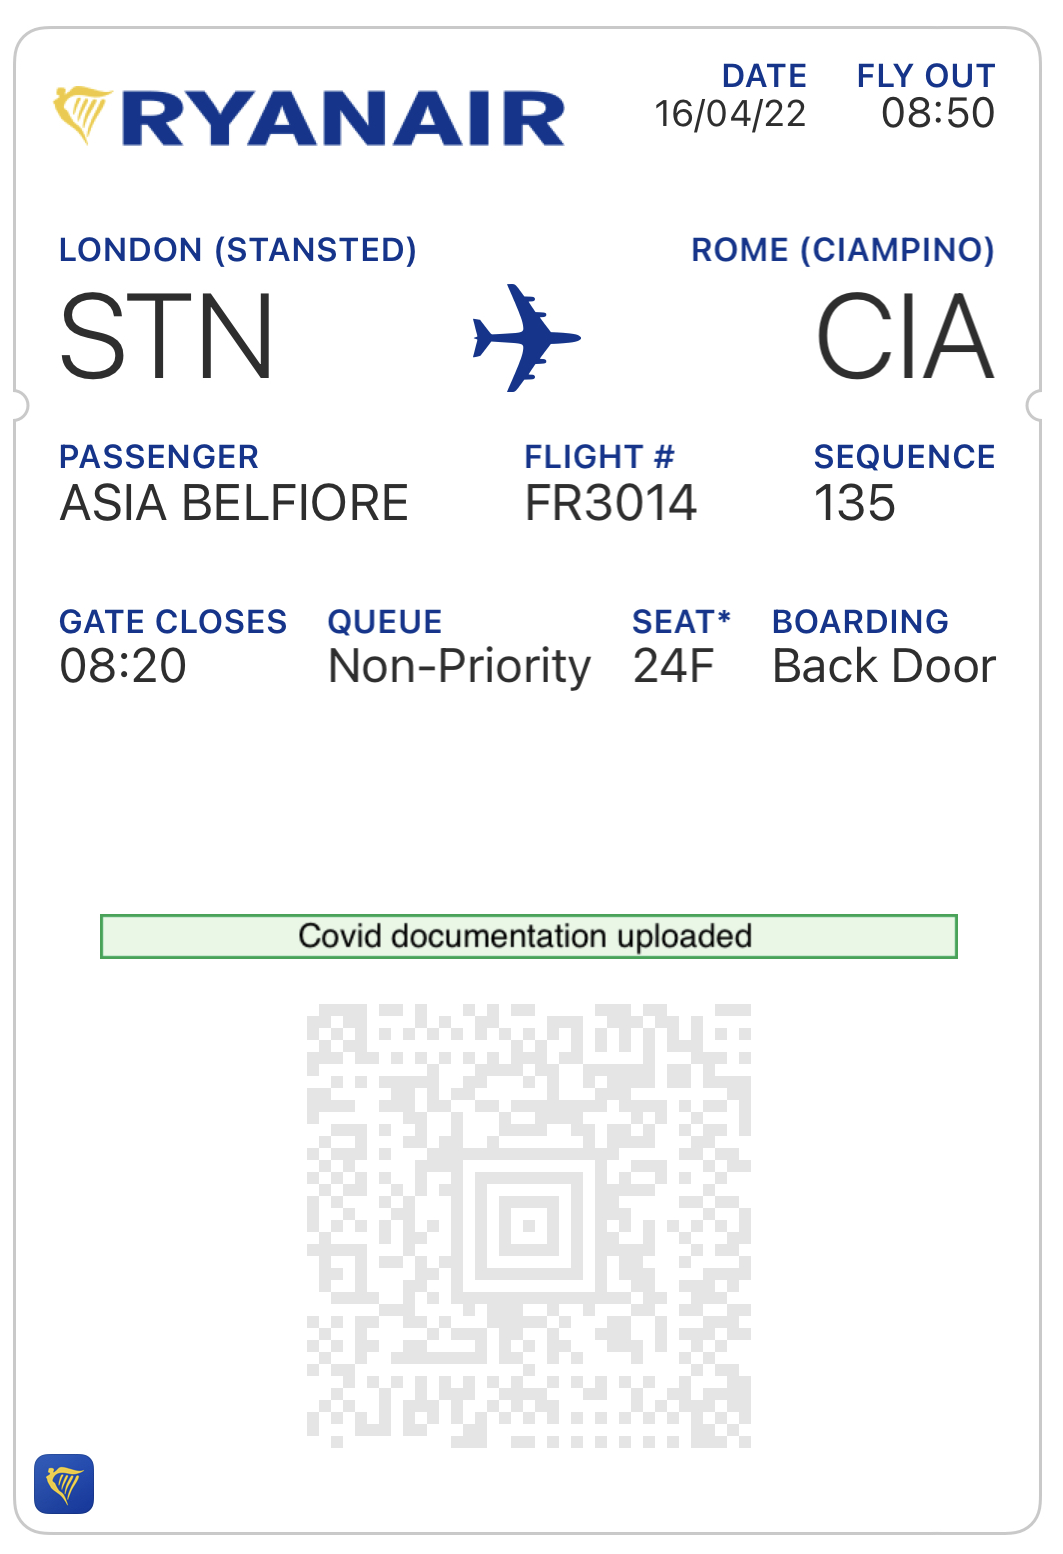 RYANAIR
DATE FLY OUT
16/04/22 08:50
LONDON (STANSTED) ROME (CIAMPINO)
STN CIA
PASSENGER FLIGHT # SEQUENCE
ASIA BELFIORE FR3014 135
GATE CLOSES QUEUE SEAT* BOARDING
08:20 Non-Priority 24F Back Door
Covid documentation uploaded